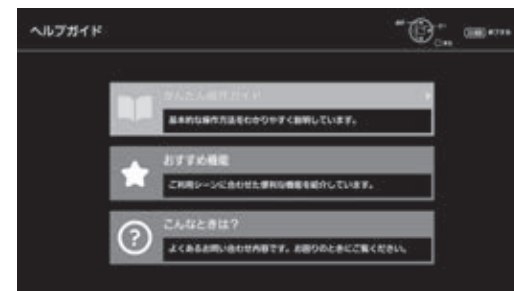 ヘルプガイド
かんたん操作ガイド
基本的な操作方法をわかりやすく説明しています。
おすすめ機能
ご利用シーンに合わせた便利な機能を紹介しています。
こんなときは?
よくあるお問い合わせ内容です。お困りのときにご覧ください。